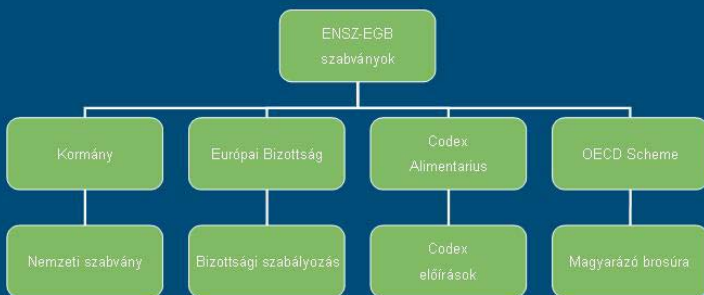 ENSZ-EGB
szabványok
Kormány
Európai Bizottság
Codex
Alimentarius
OECD Scheme
Nemzeti szabvány
Bizottsági szabályozás
Codex
előírások
Magyarázó brosúra